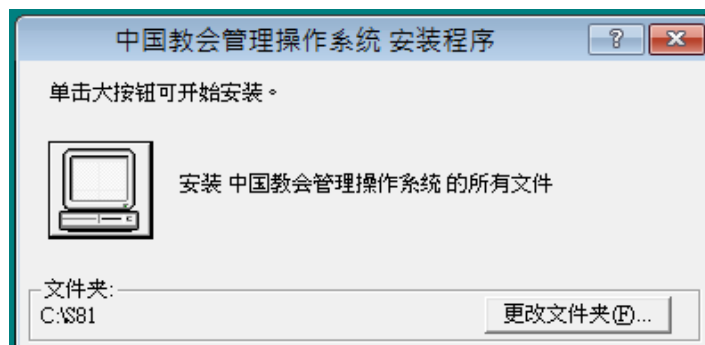 中国教会管理操作系统 安装程序
单击大按钮可开始安装。
安装 中国教会管理操作系统 的所有文件
文件夹:
C:\S81
更改文件夹(F)...